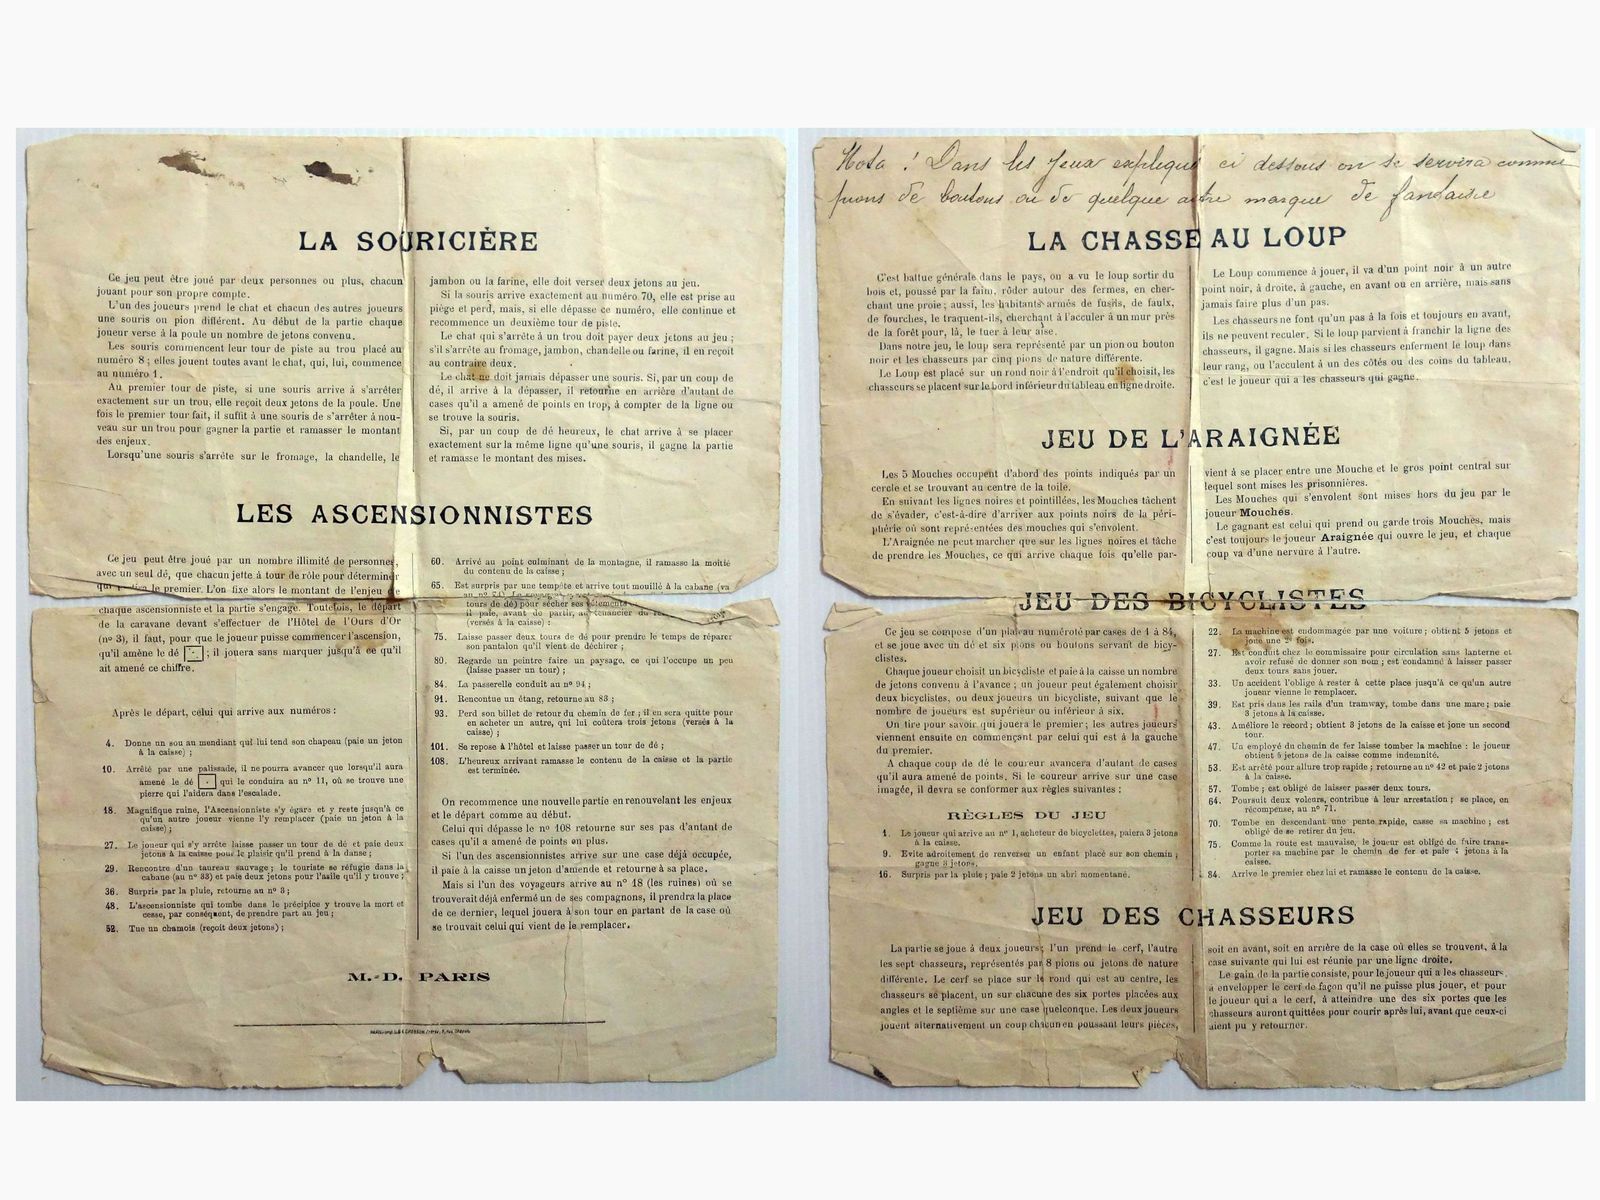 LA SOURICIÈRE
Ce jeu peut être joué par deux personnes ou plus, chacun
jouant pour son propre compte.
L'un des joueurs prend le chat et chacun des autres joueurs
une souris ou pion différent. Au début de la partie chaque
joueur verse à la poule un nombre de jetons convenu.
Les souris commencent leur tour de piste au trou placé au
numéro 8 ; elles jouent toutes avant le chat, qui, lui, commence
au numéro 1.
Au premier tour de piste, si une souris arrive à s'arrêter
exactement sur un trou, elle reçoit deux jetons de la poule. Une
fois le premier tour fait, il suffit à une souris de s'arrêter à nou-
veau sur un trou pour gagner la partie et ramasser le montant
des enjeux.
Lorsqu'une souris s'arrête sur le fromage, la chandelle, le
jambon ou la farine, elle doit verser deux jetons au jeu.
Si la souris arrive exactement au numéro 70, elle est prise au
piège et perd, mais, si elle dépasse ce numéro, elle continue et
recommence un deuxième tour de piste.
Le chat qui s'arrête à un trou doit payer deux jetons au jeu ;
s'il s'arrête au fromage, jambon, chandelle ou farine, il en reçoit
au contraire deux.
Le chat ne doit jamais dépasser une souris. Si, par un coup de
dé, il arrive à la dépasser, il retourne en arrière d'autant de
cases qu'il a amené de points en trop, à compter de la ligne ou
se trouve la souris.
Si, par un coup de dé heureux, le chat arrive à se placer
exactement sur la même ligne qu'une souris, il gagne la partie
et ramasse le montant des mises.
LES ASCENSIONNISTES
Ce jeu peut être joué par un nombre illimité de personnes,
avec un seul dé, que chacun jette à tour de rôle pour déterminer
qui le premier. L'on fixe alors le montant de l'enjeu de
chaque ascensionniste et la partie s'engage. Toutefois, le départ
de la caravane devant s'effectuer de l'Hôtel de l'Ours d'Or
(nº 3), il faut, pour que le joueur puisse commencer l'ascension,
qu'il amène le dé ; il jouera sans marquer jusqu'à ce qu'il
ait amené ce chiffre.
Après le départ, celui qui arrive aux numéros :
4. Donne un sou au mendiant qui lui tend son chapeau (paie un jeton
à la caisse) ;
10. Arrêté par une palissade, il ne pourra avancer que lorsqu'il aura
amené le dé qui le conduira au nº 11, où se trouve une
pierre qui l'aidera dans l'escalade.
18. Magnifique ruine, l'Ascensionniste s'y égare et y reste jusqu'à ce
qu'un autre joueur vienne l'y remplacer (paie un jeton à la
caisse) ;
27. Le joueur qui s'y arrête laisse passer un tour de dé et paie deux
jetons à la caisse pour le plaisir qu'il prend à la danse ;
29. Rencontre d'un taureau sauvage ; le touriste se réfugie dans la
cabane (au nº 33) et paie deux jetons pour l'asile qu'il y trouve ;
36. Surpris par la pluie, retourne au nº 3 ;
48. L'ascensionniste qui tombe dans le précipice y trouve la mort et
cesse, par conséquent, de prendre part au jeu ;
52. Tue un chamois (reçoit deux jetons) ;
60. Arrivé au point culminant de la montagne, il ramasse la moitié
du contenu de la caisse ;
65. Est surpris par une tempête et arrive tout mouillé à la cabane (va
tours de dé) pour sécher ses vêtements
il paie, avant de partir, au tenancier du
(versés à la caisse) ;
75. Laisse passer deux tours de dé pour prendre le temps de réparer
son pantalon qu'il vient de déchirer ;
80. Regarde un peintre faire un paysage, ce qui l'occupe un peu
(laisse passer un tour) ;
84. La passerelle conduit au nº 94 ;
91. Rencontre un étang, retourne au 83 ;
93. Perd son billet de retour du chemin de fer ; il en sera quitte pour
en acheter un autre, qui lui coûtera trois jetons (versés à la
caisse) ;
101. Se repose à l'hôtel et laisse passer un tour de dé ;
108. L'heureux arrivant ramasse le contenu de la caisse et la partie
est terminée.
On recommence une nouvelle partie en renouvelant les enjeux
et le départ comme au début.
Celui qui dépasse le nº 108 retourne sur ses pas d'autant de
cases qu'il a amené de points en plus.
Si l'un des ascensionnistes arrive sur une case déjà occupée,
il paie à la caisse un jeton d'amende et retourne à sa place.
Mais si l'un des voyageurs arrive au nº 18 (les ruines) où se
trouverait déjà enfermé un de ses compagnons, il prendra la place
de ce dernier, lequel jouera à son tour en partant de la case où
se trouvait celui qui vient de le remplacer.
M.-D. PARIS
Nota ! Dans les jeux expliqué ci dessous on se servira comme
pions de boutons ou de quelque autre marque de fantaisie
LA CHASSE AU LOUP
C'est battue générale dans le pays, on a vu le loup sortir du
bois et, poussé par la faim, rôder autour des fermes, en cher-
chant une proie ; aussi, les habitants armés de fusils, de faulx,
de fourches, le traquent-ils, cherchant à l'acculer à un mur près
de la forêt pour, là, le tuer à leur aise.
Dans notre jeu, le loup sera représenté par un pion ou bouton
noir et les chasseurs par cinq pions de nature différente.
Le Loup est placé sur un rond noir à l'endroit qu'il choisit, les
chasseurs se placent sur le bord inférieur du tableau en ligne droite.
Le Loup commence à jouer, il va d'un point noir à un autre
point noir, à droite, à gauche, en avant ou en arrière, mais sans
jamais faire plus d'un pas.
Les chasseurs ne font qu'un pas à la fois et toujours en avant,
ils ne peuvent reculer. Si le loup parvient à franchir la ligne des
chasseurs, il gagne. Mais si les chasseurs enferment le loup dans
leur rang, ou l'acculent à un des côtés ou des coins du tableau,
c'est le joueur qui a les chasseurs qui gagne.
JEU DE L'ARAIGNÉE
Les 5 Mouches occupent d'abord des points indiqués par un
cercle et se trouvant au centre de la toile.
En suivant les lignes noires et pointillées, les Mouches tâchent
de s'évader, c'est-à-dire d'arriver aux points noirs de la péri-
phérie où sont représentées des mouches qui s'envolent.
L'Araignée ne peut marcher que sur les lignes noires et tâche
de prendre les Mouches, ce qui arrive chaque fois qu'elle par-
vient à se placer entre une Mouche et le gros point central sur
lequel sont mises les prisonnières.
Les Mouches qui s'envolent sont mises hors du jeu par le
joueur Mouches.
Le gagnant est celui qui prend ou garde trois Mouches, mais
c'est toujours le joueur Araignée qui ouvre le jeu, et chaque
coup va d'une nervure à l'autre.
JEU DES BICYCLISTES
Ce jeu se compose d'un plateau numéroté par cases de 1 à 84,
et se joue avec un dé et six pions ou boutons servant de bicy-
clistes.
Chaque joueur choisit un bicycliste et paie à la caisse un nombre
de jetons convenu à l'avance ; un joueur peut également choisir
deux bicyclistes, ou deux joueurs un bicycliste, suivant que le
nombre de joueurs est supérieur ou inférieur à six.
On tire pour savoir qui jouera le premier ; les autres joueurs
viennent ensuite en commençant par celui qui est à la gauche
du premier.
A chaque coup de dé le coureur avancera d'autant de cases
qu'il aura amené de points. Si le coureur arrive sur une case
imagée, il devra se conformer aux règles suivantes :
RÈGLES DU JEU
1. Le joueur qui arrive au nº 1, acheteur de bicyclettes, paiera 3 jetons
à la caisse.
9. Evite adroitement de renverser un enfant placé sur son chemin ;
gagne 3 jetons.
16. Surpris par la pluie ; paie 2 jetons un abri momentané.
22. La machine est endommagée par une voiture ; obtient 5 jetons et
joue une 2e fois.
27. Est conduit chez le commissaire pour circulation sans lanterne et
avoir refusé de donner son nom ; est condamné à laisser passer
deux tours sans jouer.
33. Un accident l'oblige à rester à cette place jusqu'à ce qu'un autre
joueur vienne le remplacer.
39. Est pris dans les rails d'un tramway, tombe dans une mare ; paie
3 jetons à la caisse.
43. Améliore le record ; obtient 3 jetons de la caisse et joue un second
tour.
47. Un employé du chemin de fer laisse tomber la machine : le joueur
obtient 5 jetons de la caisse comme indemnité.
53. Est arrêté pour allure trop rapide ; retourne au nº 42 et paie 2 jetons
à la caisse.
57. Tombe ; est obligé de laisser passer deux tours.
64. Poursuit deux voleurs, contribue à leur arrestation ; se place, en
récompense, au nº 71.
70. Tombe en descendant une pente rapide, casse sa machine ; est
obligé de se retirer du jeu.
75. Comme la route est mauvaise, le joueur est obligé de faire trans-
porter sa machine par le chemin de fer et paie jetons à la
caisse.
84. Arrive le premier chez lui et ramasse le contenu de la caisse.
JEU DES CHASSEURS
La partie se joue à deux joueurs ; l'un prend le cerf, l'autre
les sept chasseurs, représentés par 8 pions ou jetons de nature
différente. Le cerf se place sur le rond qui est au centre, les
chasseurs se placent, un sur chacune des six portes placées aux
angles et le septième sur une case quelconque. Les deux joueurs
jouent alternativement un coup chacun en poussant leurs pièces,
soit en avant, soit en arrière de la case où elles se trouvent, à la
case suivante qui lui est réunie par une ligne droite.
Le gain de la partie consiste, pour le joueur qui a les chasseurs,
à envelopper le cerf de façon qu'il ne puisse plus jouer, et pour
le joueur qui a le cerf, à atteindre une des six portes que les
chasseurs auront quittées pour courir après lui, avant que ceux-ci
aient pu y retourner.